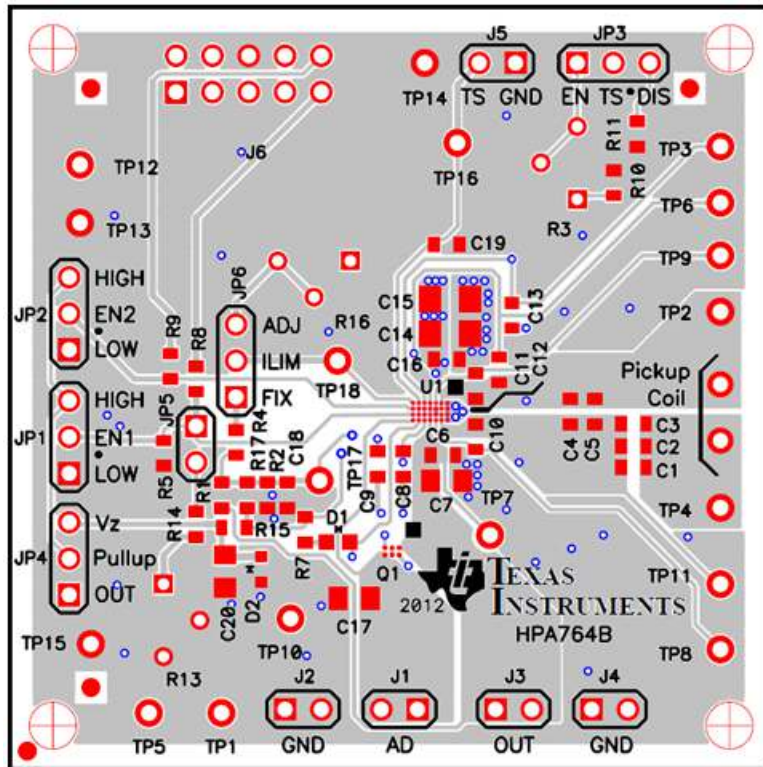 J5
JP3
TS GND
EN TS DIS
TP14
R11
R10
TP3
J6
TP12
TP16
TP6
TP13
R3
TP9
C19
HIGH
JP2
EN2
LOW
JP6
ADJ
ILIM
FIX
R16
TP18
C15
C14
C16
C13
C12
C11
TP2
R9
R8
U1
Pickup
Coil
HIGH
JP1
EN1
LOW
JP5
R4
R17
R2
C18
TP17
C6
C10
C4
C5
C3
C2
C1
R5
R1
C9
C8
C7
TP7
TP4
Vz
JP4
Pullup
OUT
R14
R15
D1
R7
Q1
TEXAS
INSTRUMENTS
2012
HPA764B
TP11
C20
D2
C17
TP15
TP10
TP8
R13
J2
J1
J3
J4
TP5
TP1
GND
AD
OUT
GND